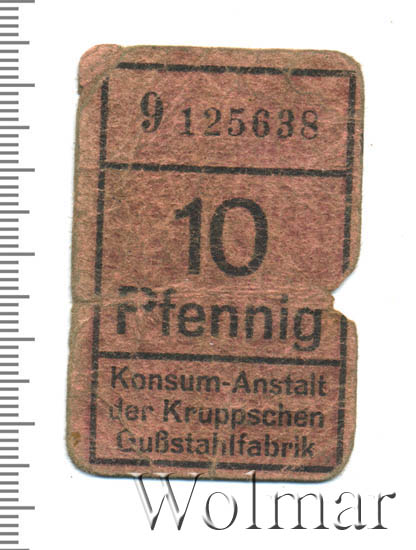 9 125638
10
Pfennig
Konsum-Anstalt
der Kruppschen
Gußstahlfabrik
Wolmar